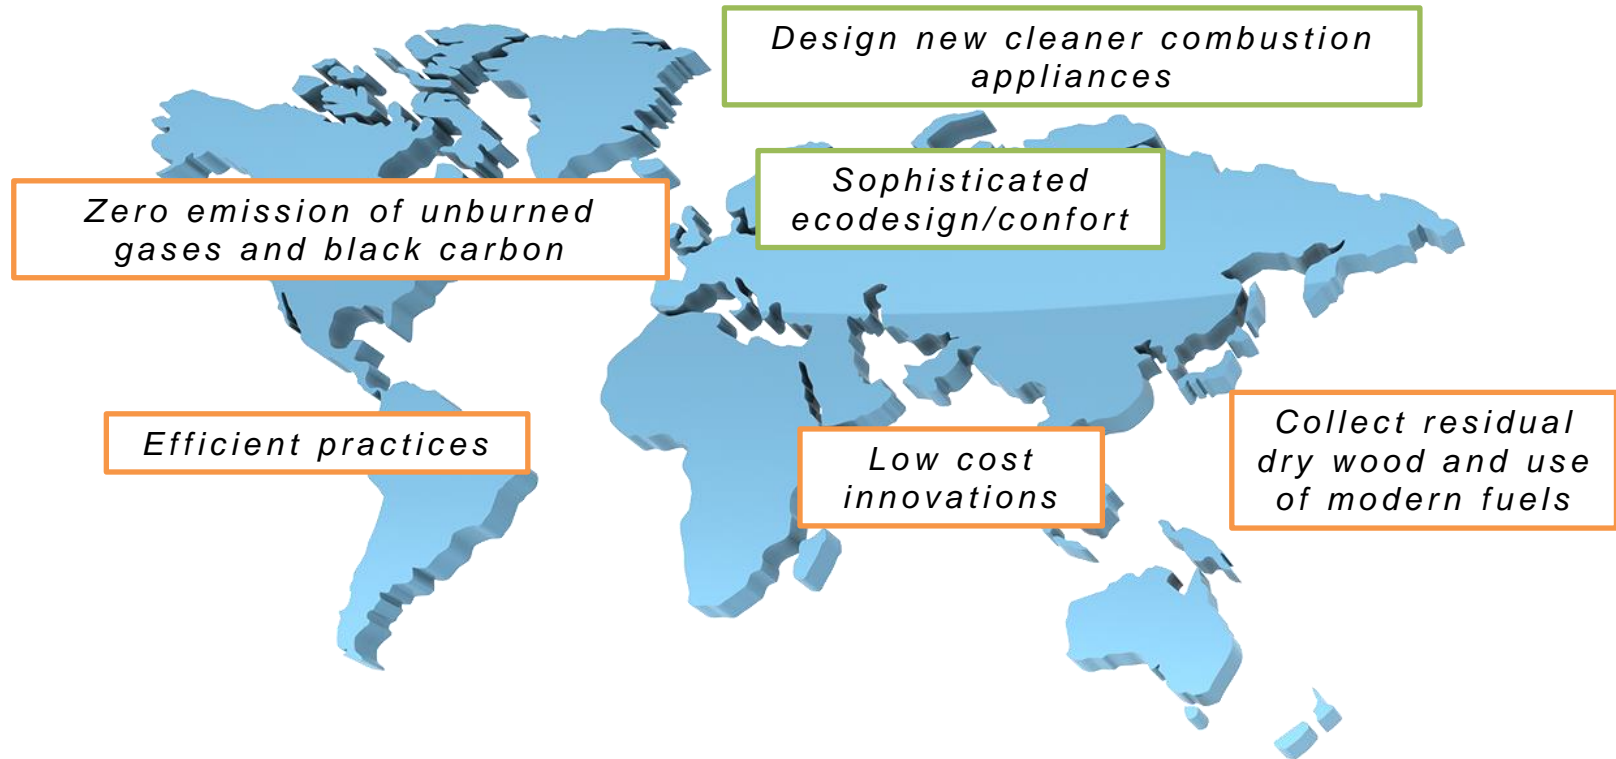 Design new cleaner combustion
appliances
Sophisticated
ecodesign/confort
Zero emission of unburned
gases and black carbon
Efficient practices
Low cost
innovations
Collect residual
dry wood and use
of modern fuels